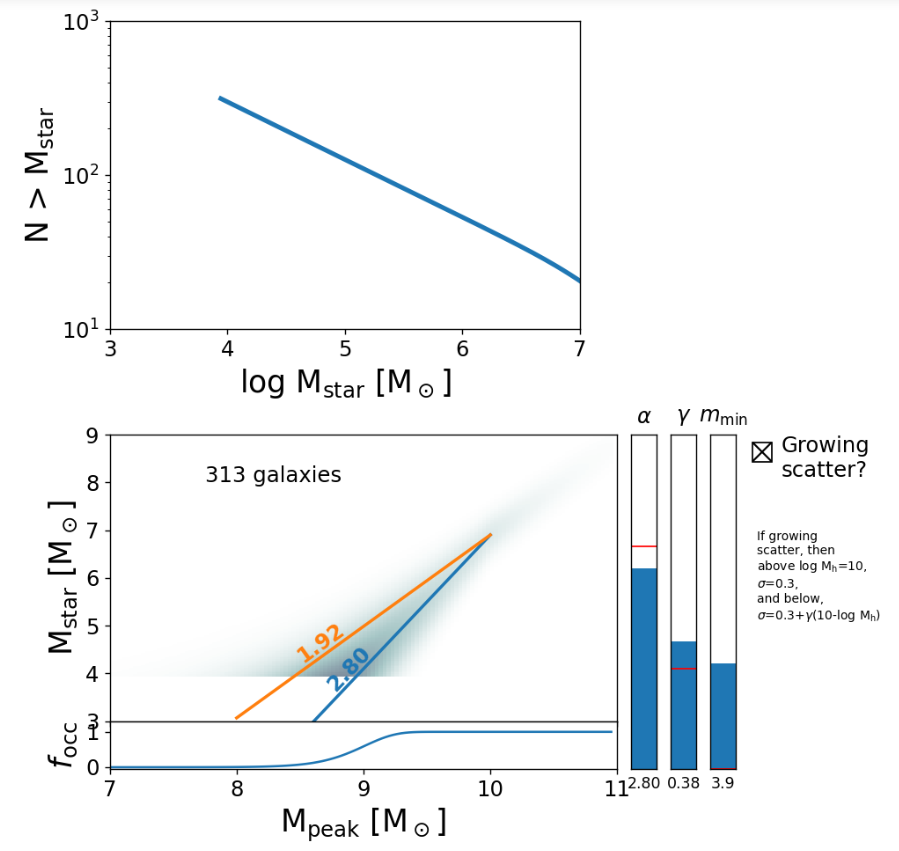 10³
10²
10¹
N > M_star
3 4 5 6 7
log M_star [M_⊙]
α γ m_min
9
8
7
6
5
4
3
M_star [M_⊙]
313 galaxies
1.92
2.80
Growing
scatter?
If growing
scatter, then
above log M_h=10,
σ=0.3,
and below,
σ=0.3+γ(10-log M_h)
1
0
f_occ
7 8 9 10 11
2.80 0.38 3.9
M_peak [M_⊙]